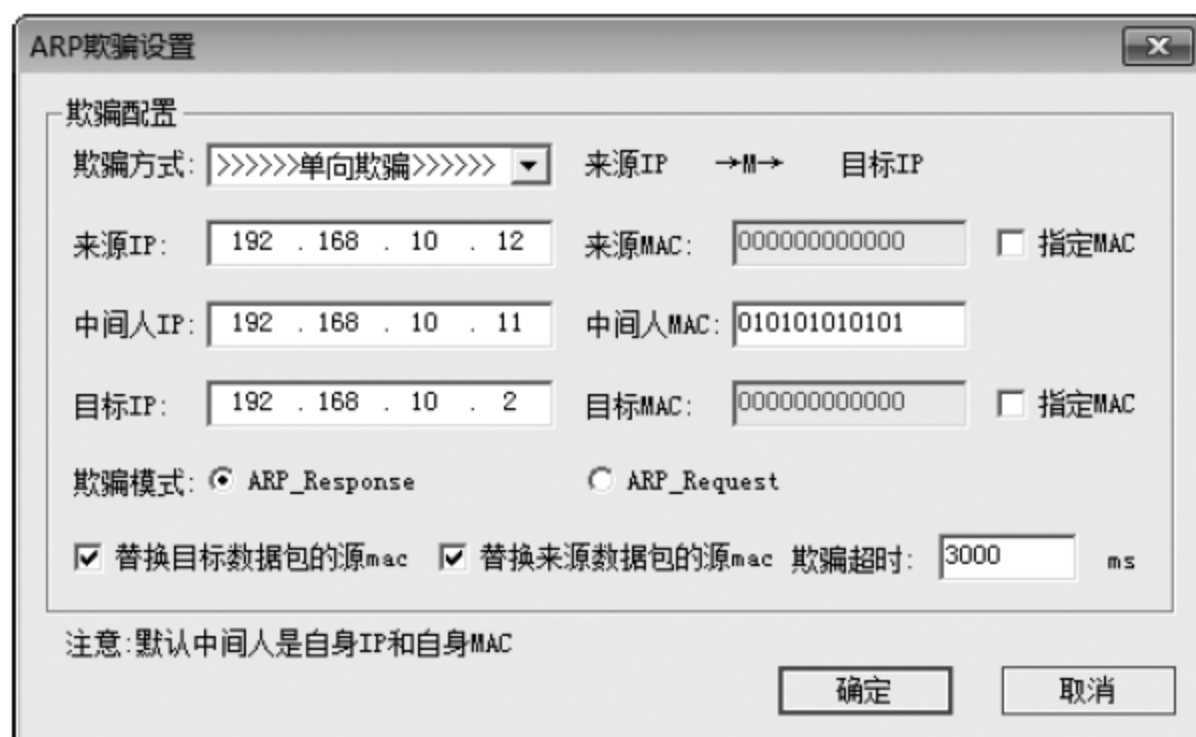 ARP欺骗设置
欺骗配置
欺骗方式: >>>>>>单向欺骗>>>>>> 来源IP →M→ 目标IP
来源IP: 192 . 168 . 10 . 12 来源MAC: 000000000000 指定MAC
中间人IP: 192 . 168 . 10 . 11 中间人MAC: 010101010101
目标IP: 192 . 168 . 10 . 2 目标MAC: 000000000000 指定MAC
欺骗模式: ARP_Response ARP_Request
替换目标数据包的源mac 替换来源数据包的源mac 欺骗超时: 3000 ms
注意:默认中间人是自身IP和自身MAC
确定 取消